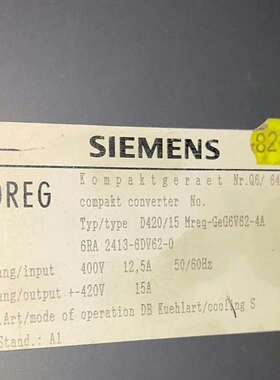 SIEMENS
82
OREG
Kompaktgeraet Nr.Q6/ 64
compakt converter No.
Typ/type D420/15 Mreg-GeG6V62-4A
6RA 2413-6DV62-0
ang/input 400V 12,5A 50/60Hz
ang/output +-420V 15A
.Art/mode of operation DB Kuehlart/cooling S
Stand.: A1